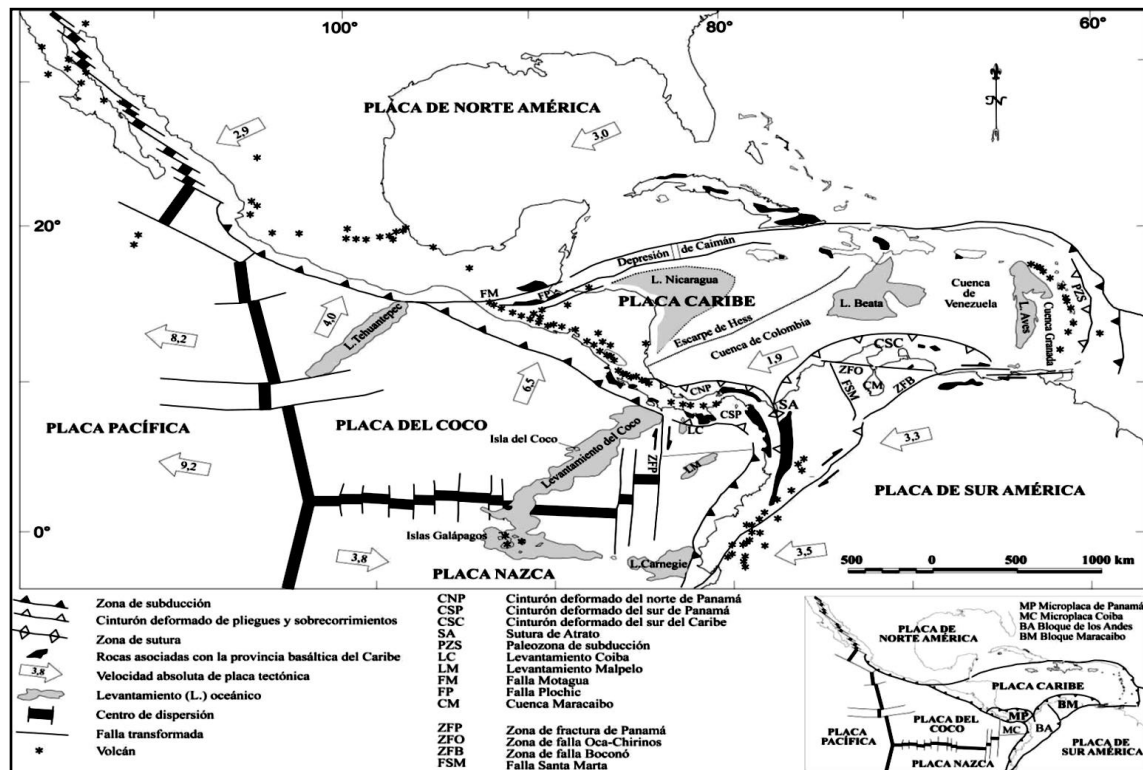 100°
80°
60°
PLACA DE NORTE AMÉRICA
N
2,9
3,0
20°
Depresión de Caimán
FM
FP
L. Nicaragua
PLACA CARIBE
L. Beata
Cuenca de
Venezuela
L. Aves
Cuenca Granada
PZS
Escarpe de Hess
Cuenca de Colombia
4,0
L. Tehuantepec
8,2
CSC
1,9
ZFO
CM
ZFB
FSM
6,5
CNP
CSP
SA
LC
PLACA PACÍFICA
PLACA DEL COCO
Isla del Coco
Levantamiento del Coco
ZFP
LM
3,3
9,2
PLACA DE SUR AMÉRICA
0°
Islas Galápagos
3,8
L. Carnegie
3,5
PLACA NAZCA
500 0 500 1000 km
Zona de subducción
Cinturón deformado de pliegues y sobrecorrimientos
Zona de sutura
Rocas asociadas con la provincia basáltica del Caribe
3,8 Velocidad absoluta de placa tectónica
Levantamiento (L.) oceánico
Centro de dispersión
Falla transformada
Volcán
CNP Cinturón deformado del norte de Panamá
CSP Cinturón deformado del sur de Panamá
CSC Cinturón deformado del sur del Caribe
SA Sutura de Atrato
PZS Paleozona de subducción
LC Levantamiento Coiba
LM Levantamiento Malpelo
FM Falla Motagua
FP Falla Plochic
CM Cuenca Maracaibo
ZFP Zona de fractura de Panamá
ZFO Zona de falla Oca-Chirinos
ZFB Zona de falla Boconó
FSM Falla Santa Marta
MP Microplaca de Panamá
MC Microplaca Coiba
BA Bloque de los Andes
BM Bloque Maracaibo
PLACA DE
NORTE AMÉRICA
PLACA CARIBE
BM
MP
BA
MC
PLACA DEL
COCO
PLACA
PACÍFICA
PLACA NAZCA
PLACA DE
SUR AMÉRICA